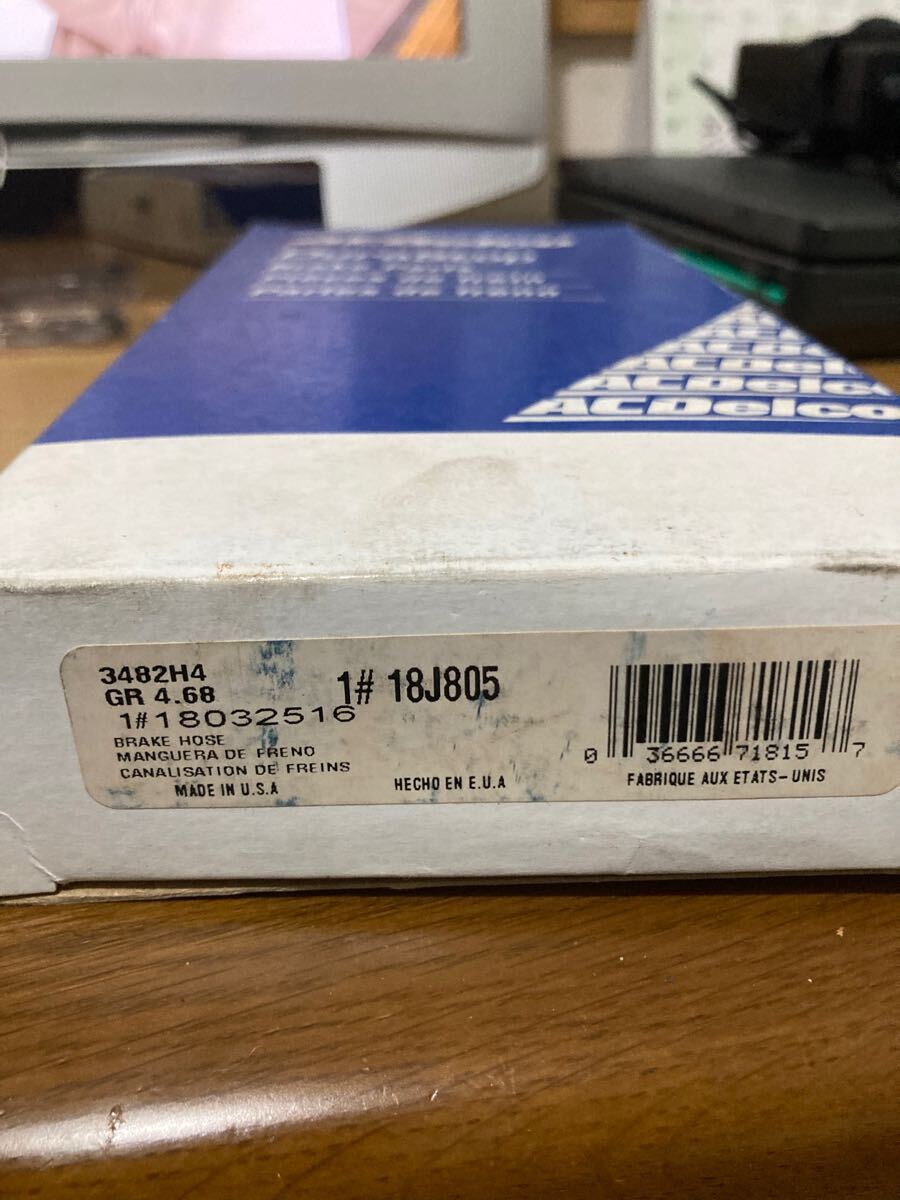 ACDelco
ACDelco
ACDelco
ACDelco
3482H4
GR 4.68
1# 18J805
1#18032516
BRAKE HOSE
MANGUERA DE FRENO
CANALISATION DE FREINS
MADE IN U.S.A
HECHO EN E.U.A
0 36666 71815 7
FABRIQUE AUX ETATS-UNIS